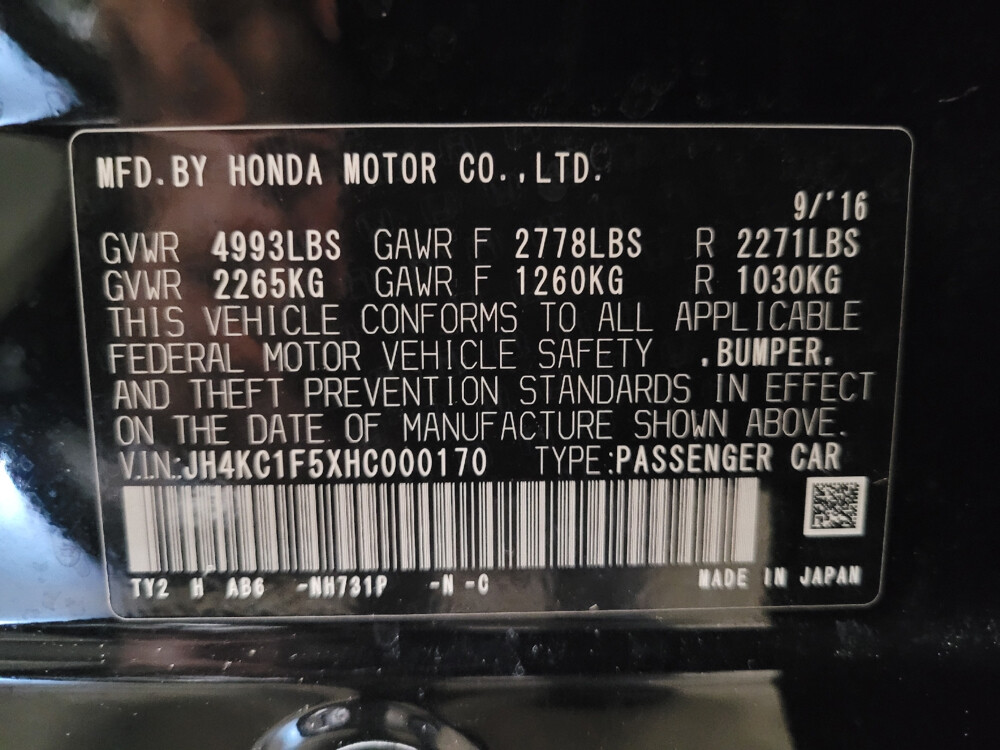 MFD.BY HONDA MOTOR CO.,LTD.
9/'16
GVWR 4993LBS GAWR F 2778LBS R 2271LBS
GVWR 2265KG GAWR F 1260KG R 1030KG
THIS VEHICLE CONFORMS TO ALL APPLICABLE
FEDERAL MOTOR VEHICLE SAFETY ,BUMPER,
AND THEFT PREVENTION STANDARDS IN EFFECT
ON THE DATE OF MANUFACTURE SHOWN ABOVE.
V.I.N:JH4KC1F5XHC000170 TYPE:PASSENGER CAR
TY2 H AB6 -NH731P -N -C MADE IN JAPAN